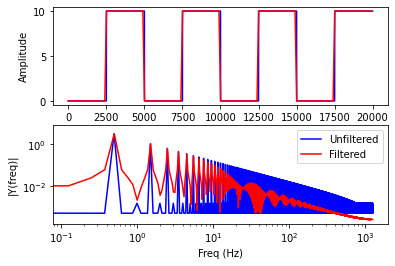 10
5
0
Amplitude
0 2500 5000 7500 10000 12500 15000 17500 20000
10⁰
10⁻²
|Y(freq)|
Unfiltered
Filtered
10⁻¹ 10⁰ 10¹ 10² 10³
Freq (Hz)